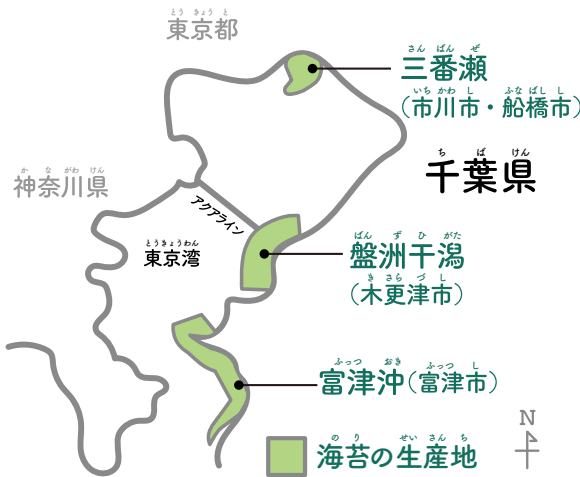 とう きょう と
東京都
さん ばん ぜ
三番瀬
いち かわ し ふな ばし し
（市川市・船橋市）
ち ば けん
千葉県
か な がわ けん
神奈川県
アクアライン
とうきょうわん
東京湾
ばん ず ひ がた
盤洲干潟
き さら づ し
（木更津市）
ふっつ おき ふっつ し
富津沖（富津市）
の り せい さん ち
海苔の生産地
N